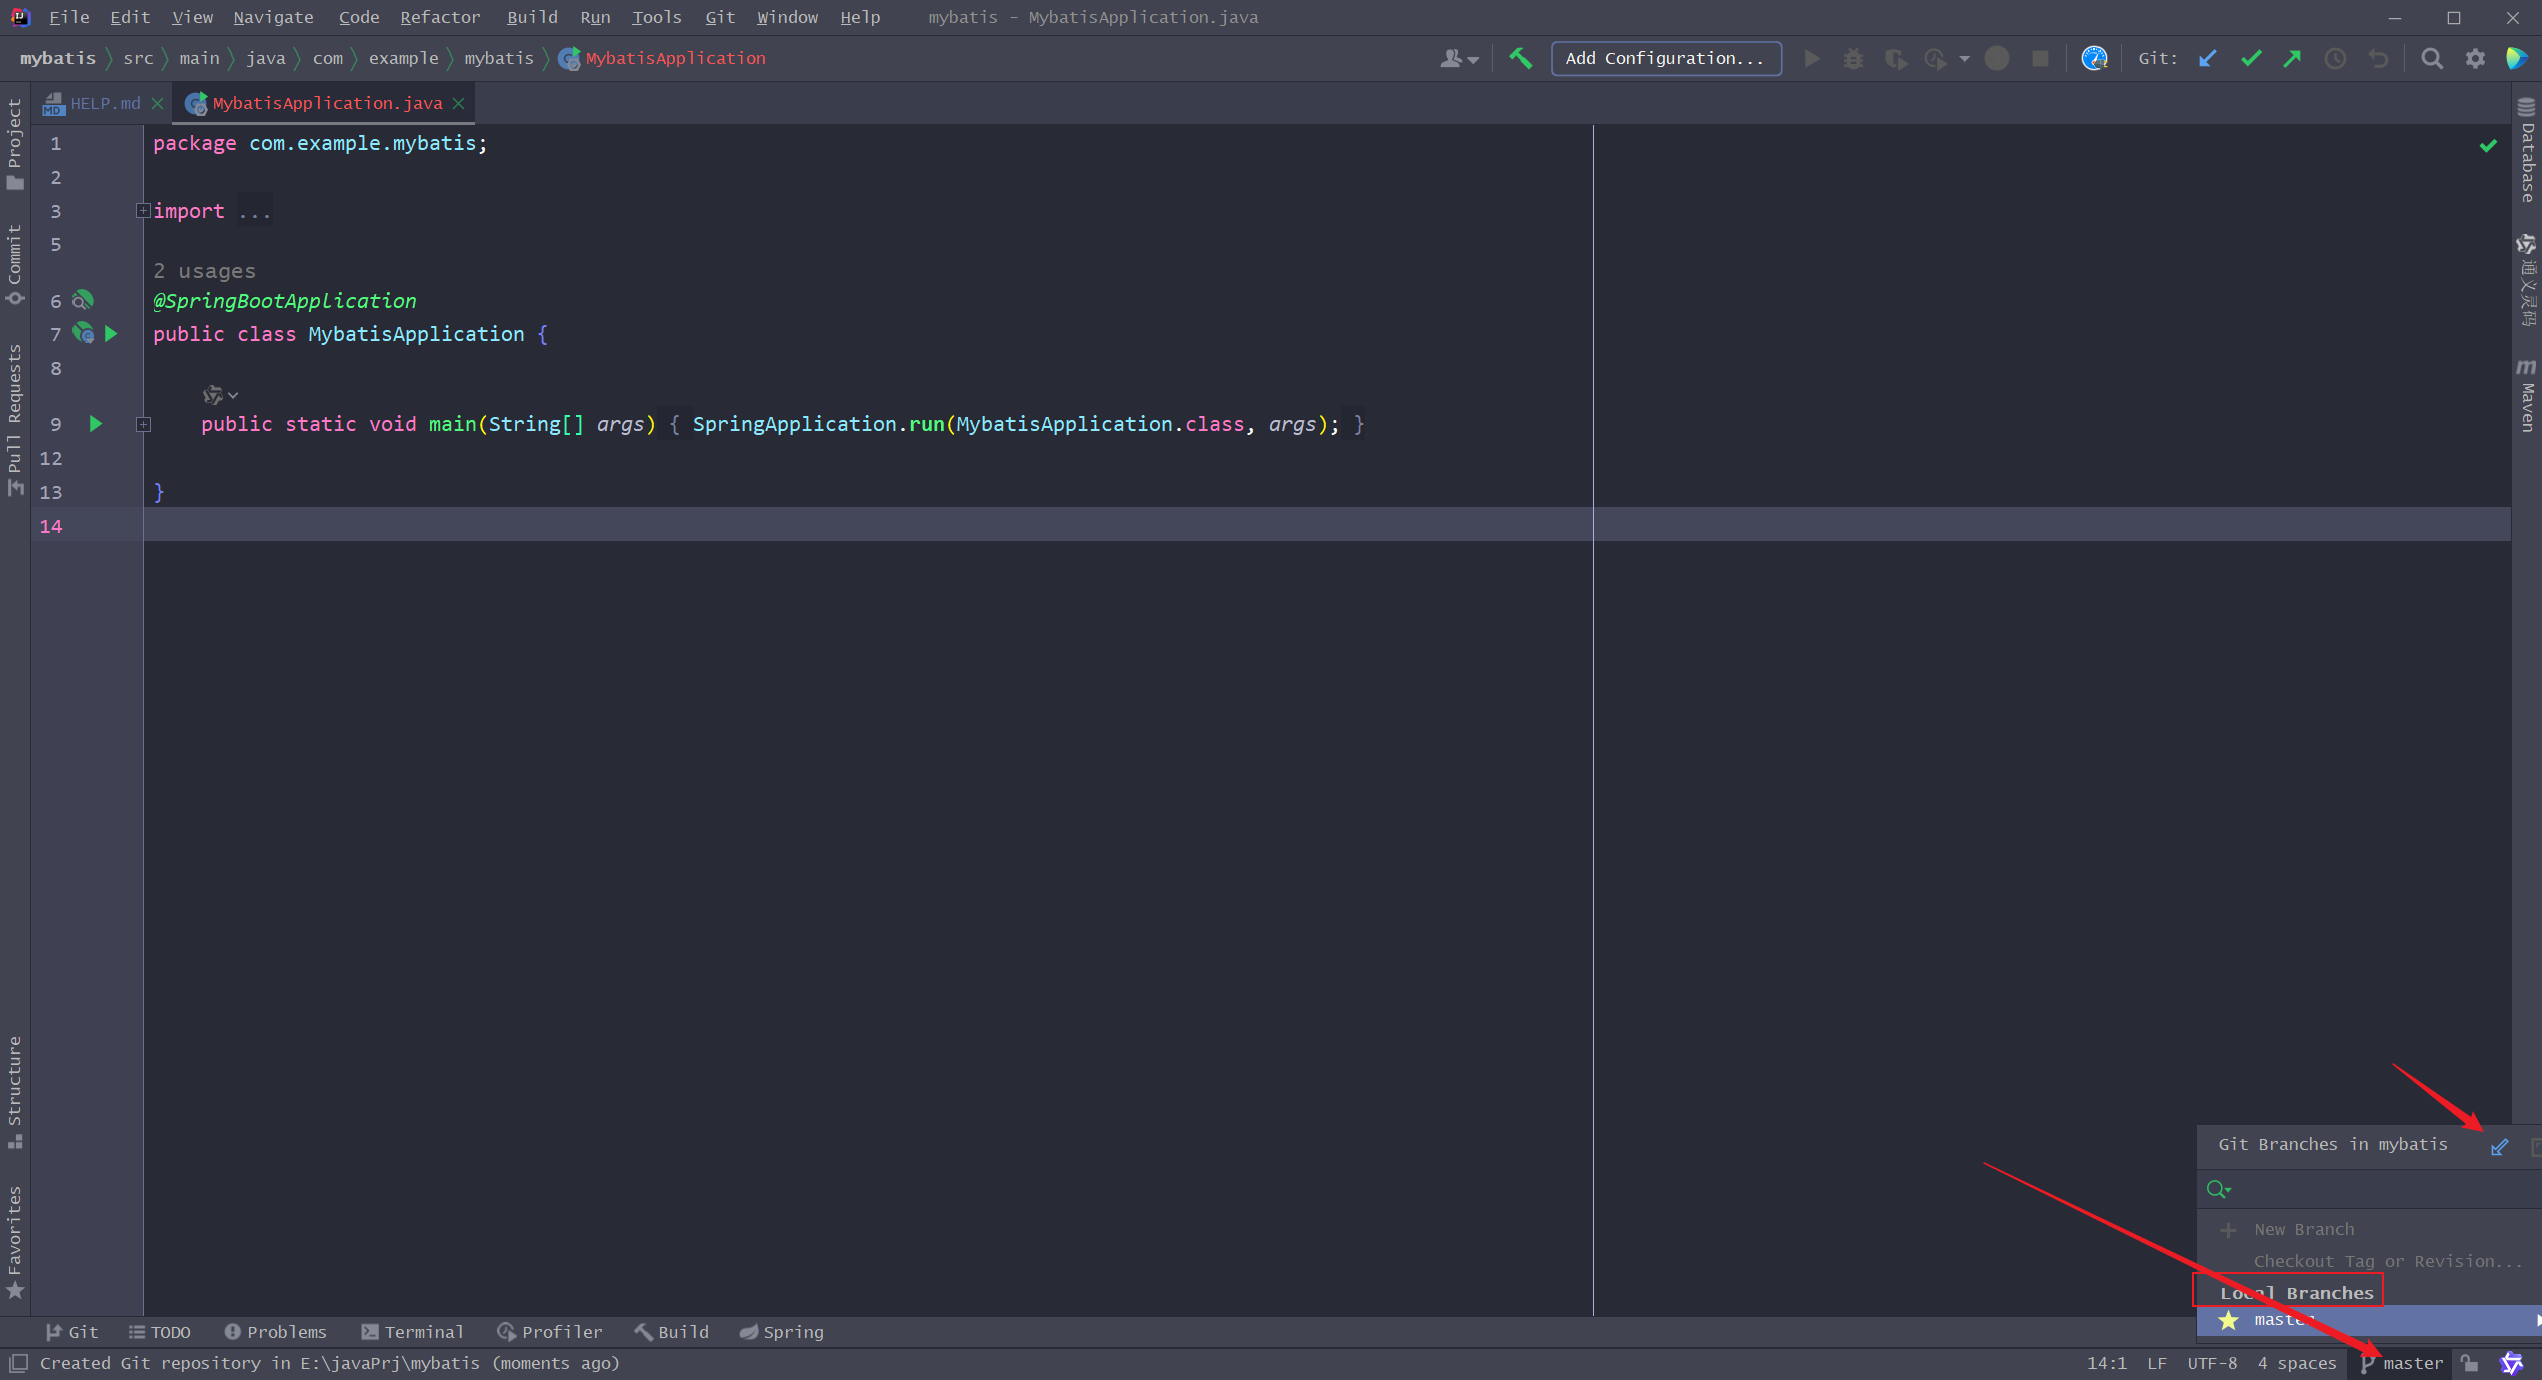 File Edit View Navigate Code Refactor Build Run Tools Git Window Help mybatis - MybatisApplication.java
mybatis src main java com example mybatis MybatisApplication Add Configuration... Git:
HELP.md MybatisApplication.java
Project
Commit
Pull Requests
Structure
Favorites
1 package com.example.mybatis;
2
3 import ...
5
2 usages
6 @SpringBootApplication
7 public class MybatisApplication {
8
9 public static void main(String[] args) { SpringApplication.run(MybatisApplication.class, args); }
12
13 }
14
Database
通义灵码
Maven
Git Branches in mybatis
New Branch
Checkout Tag or Revision...
Local Branches
master
Git TODO Problems Terminal Profiler Build Spring
Created Git repository in E:\javaPrj\mybatis (moments ago) 14:1 LF UTF-8 4 spaces master